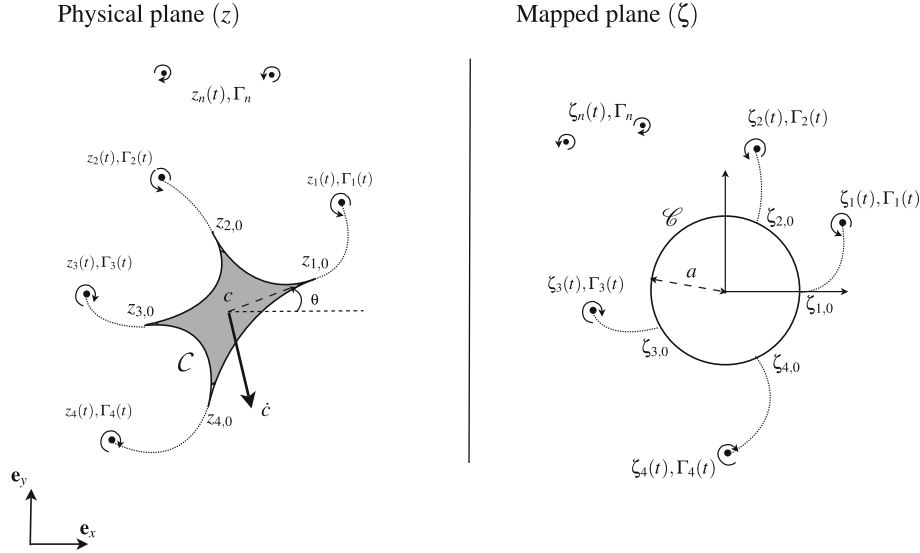 Physical plane (z)
z_n(t), Γ_n
z_2(t), Γ_2(t)
z_1(t), Γ_1(t)
z_{2,0}
z_3(t), Γ_3(t)
z_{1,0}
c
θ
z_{3,0}
𝒞
ċ
z_{4,0}
z_4(t), Γ_4(t)
e_y
e_x
Mapped plane (ζ)
ζ_n(t), Γ_n
ζ_2(t), Γ_2(t)
ζ_1(t), Γ_1(t)
𝒞
ζ_{2,0}
a
ζ_3(t), Γ_3(t)
ζ_{1,0}
ζ_{3,0}
ζ_{4,0}
ζ_4(t), Γ_4(t)